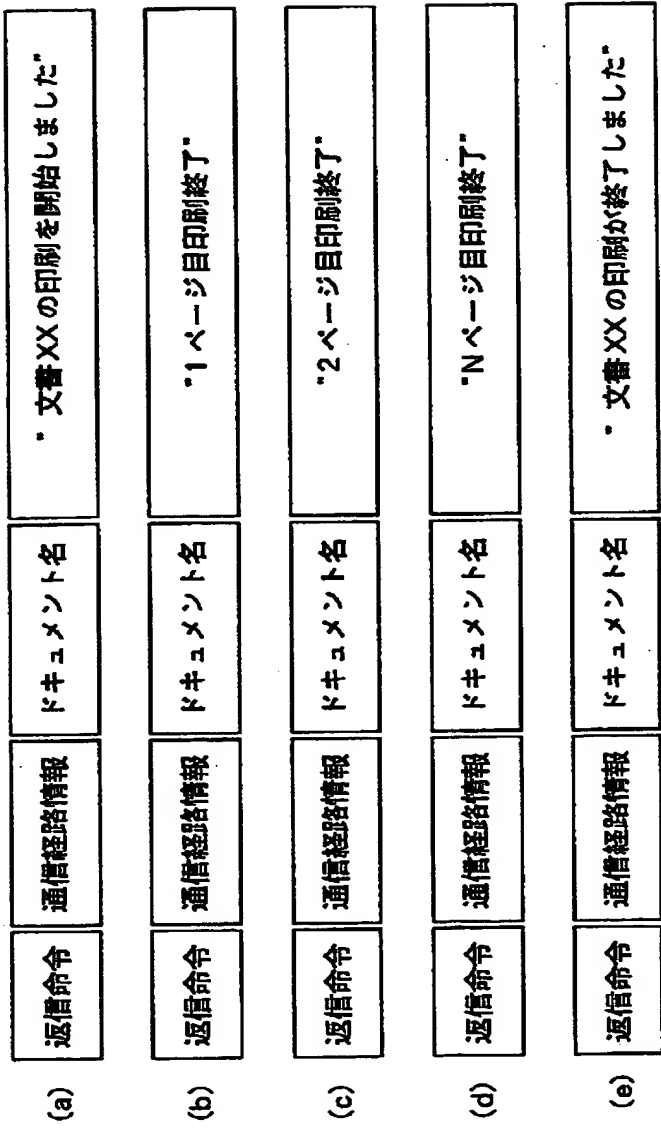 (a) 返信命令 通信経路情報 ドキュメント名 "文書XXの印刷を開始しました"
(b) 返信命令 通信経路情報 ドキュメント名 "1ページ目印刷終了"
(c) 返信命令 通信経路情報 ドキュメント名 "2ページ目印刷終了"
(d) 返信命令 通信経路情報 ドキュメント名 "Nページ目印刷終了"
(e) 返信命令 通信経路情報 ドキュメント名 "文書XXの印刷が終了しました"